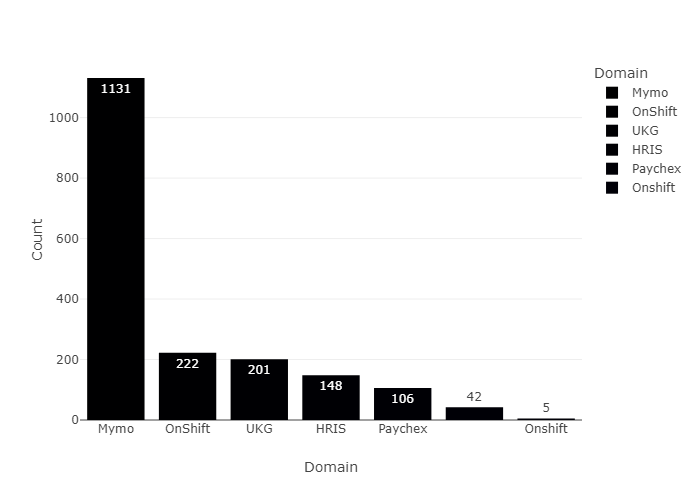 Domain
Mymo
OnShift
UKG
HRIS
Paychex
Onshift
1131
222
201
148
106
42
5
1000
800
600
400
200
0
Count
Mymo OnShift UKG HRIS Paychex Onshift
Domain